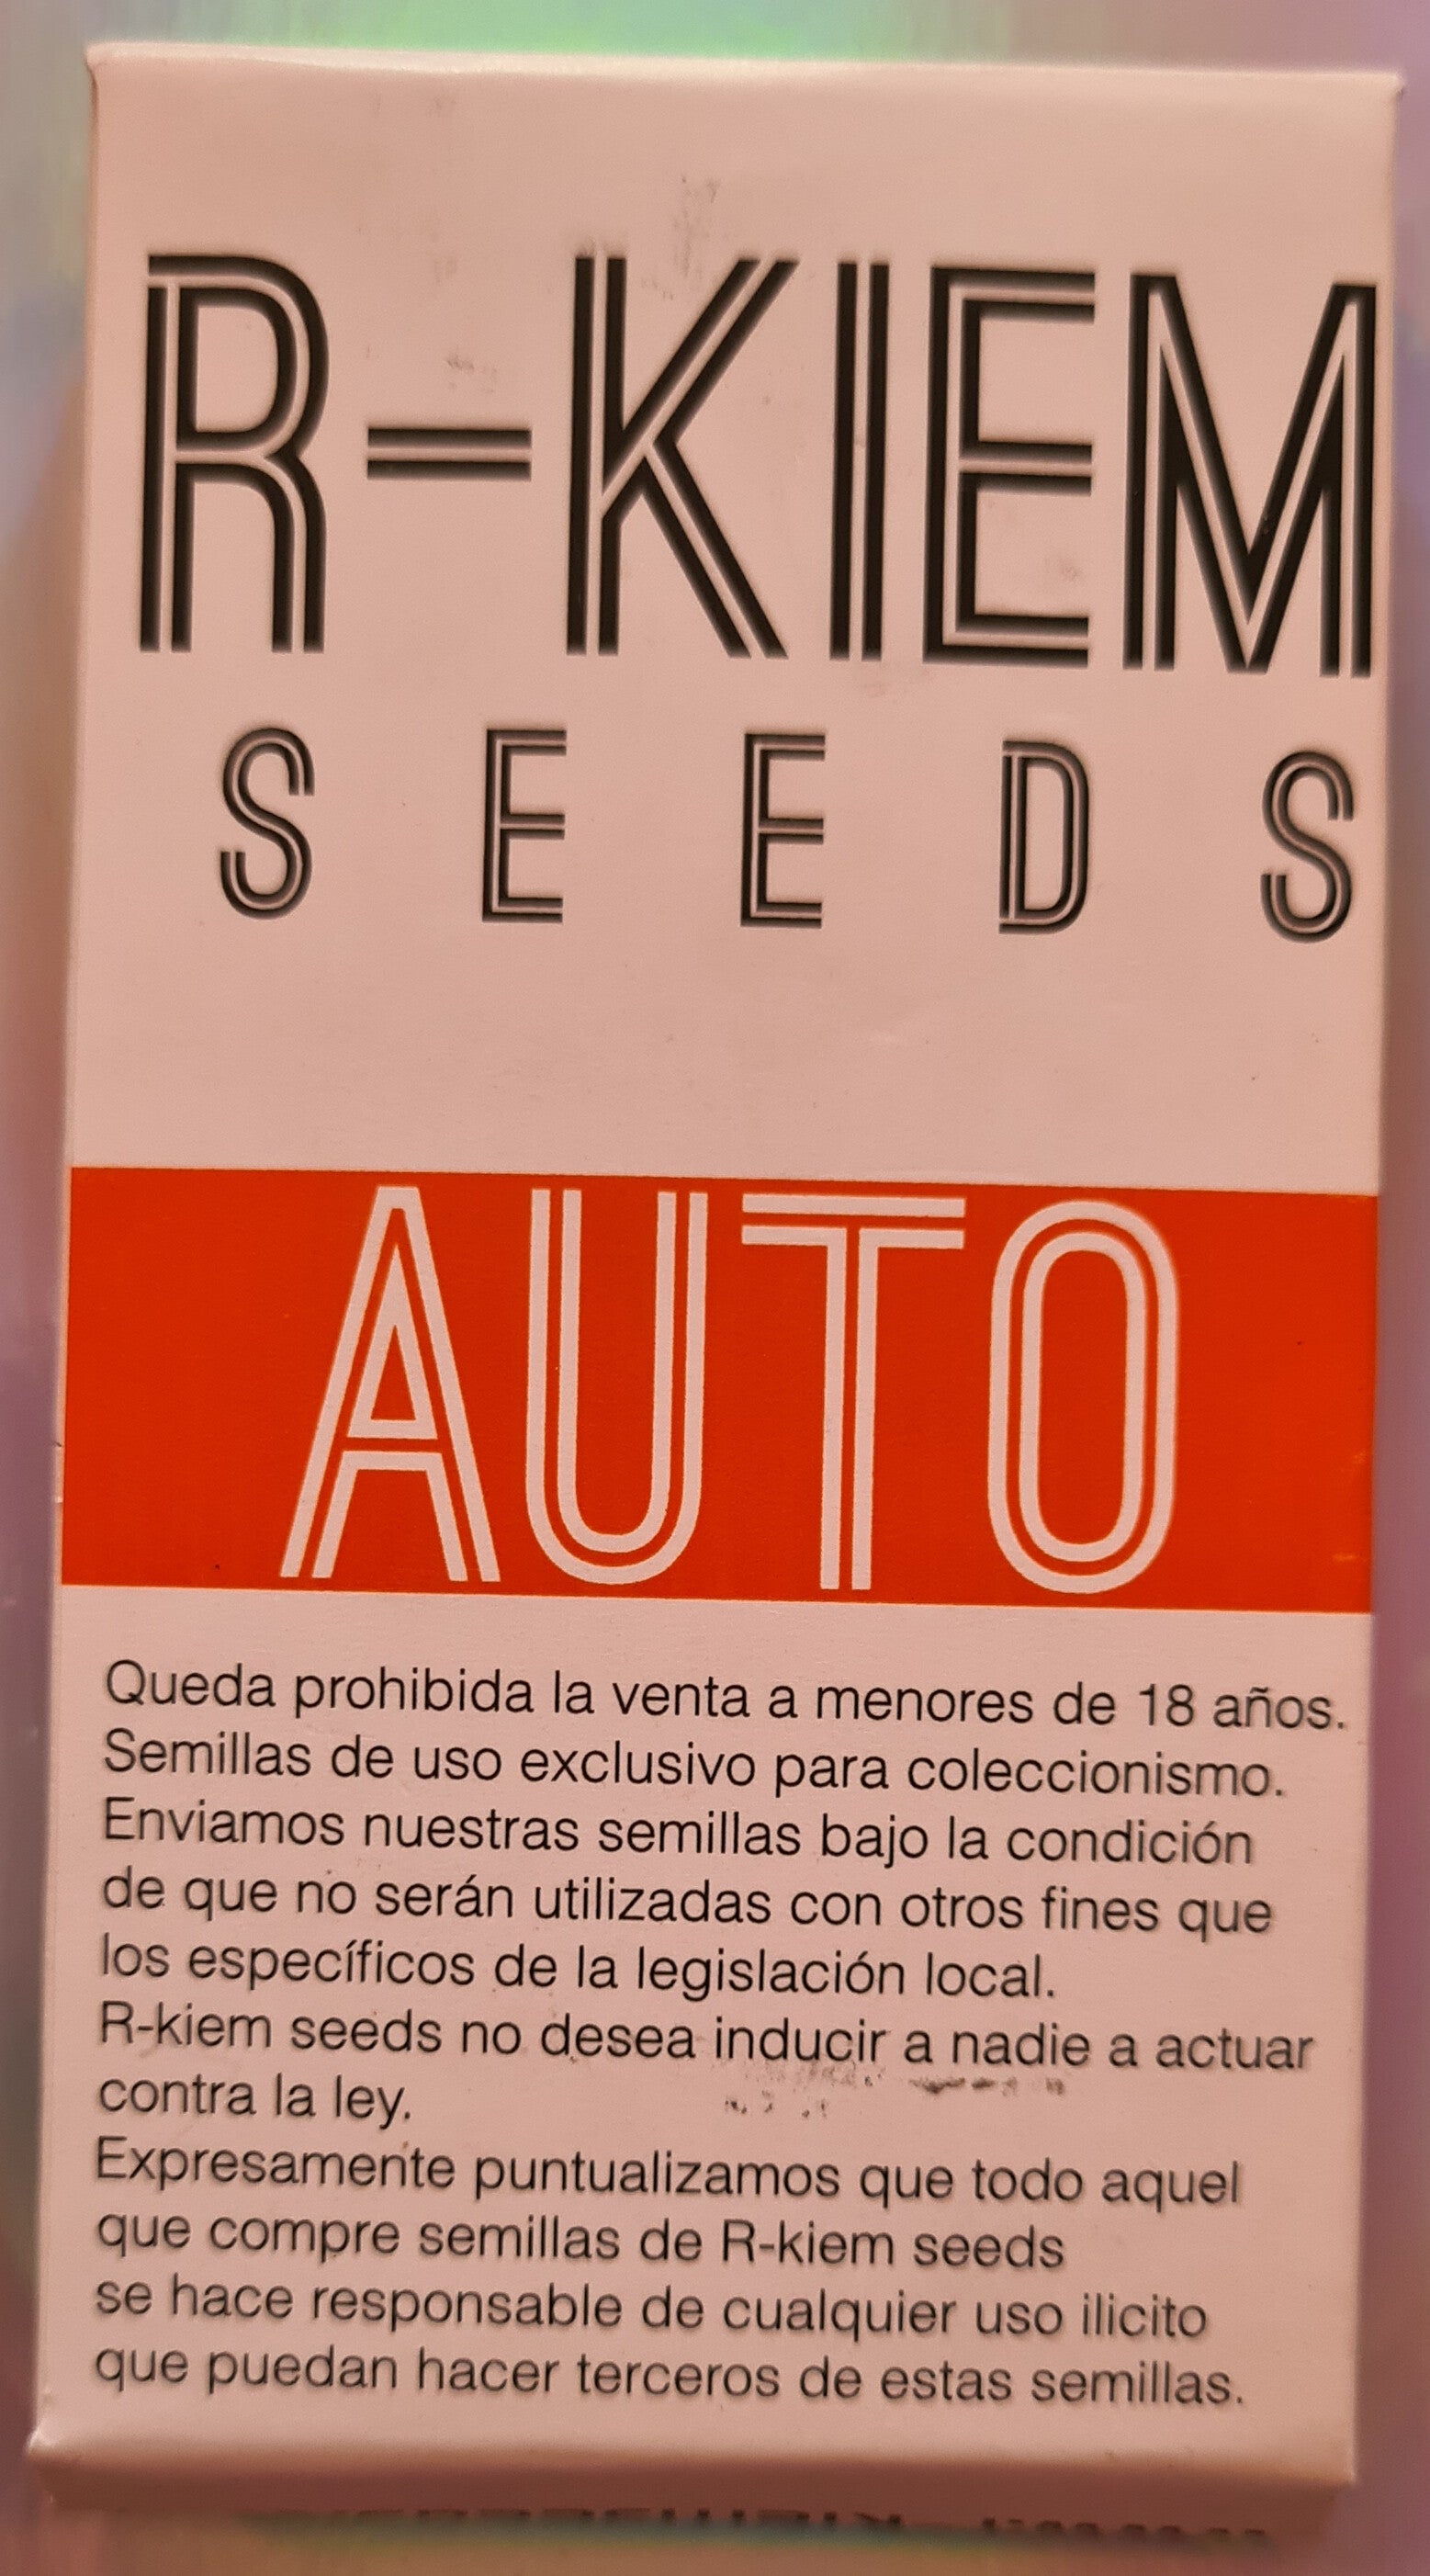 R-KIEM
SEEDS
AUTO
Queda prohibida la venta a menores de 18 años.
Semillas de uso exclusivo para coleccionismo.
Enviamos nuestras semillas bajo la condición
de que no serán utilizadas con otros fines que
los específicos de la legislación local.
R-kiem seeds no desea inducir a nadie a actuar
contra la ley.
Expresamente puntualizamos que todo aquel
que compre semillas de R-kiem seeds
se hace responsable de cualquier uso ilicito
que puedan hacer terceros de estas semillas.